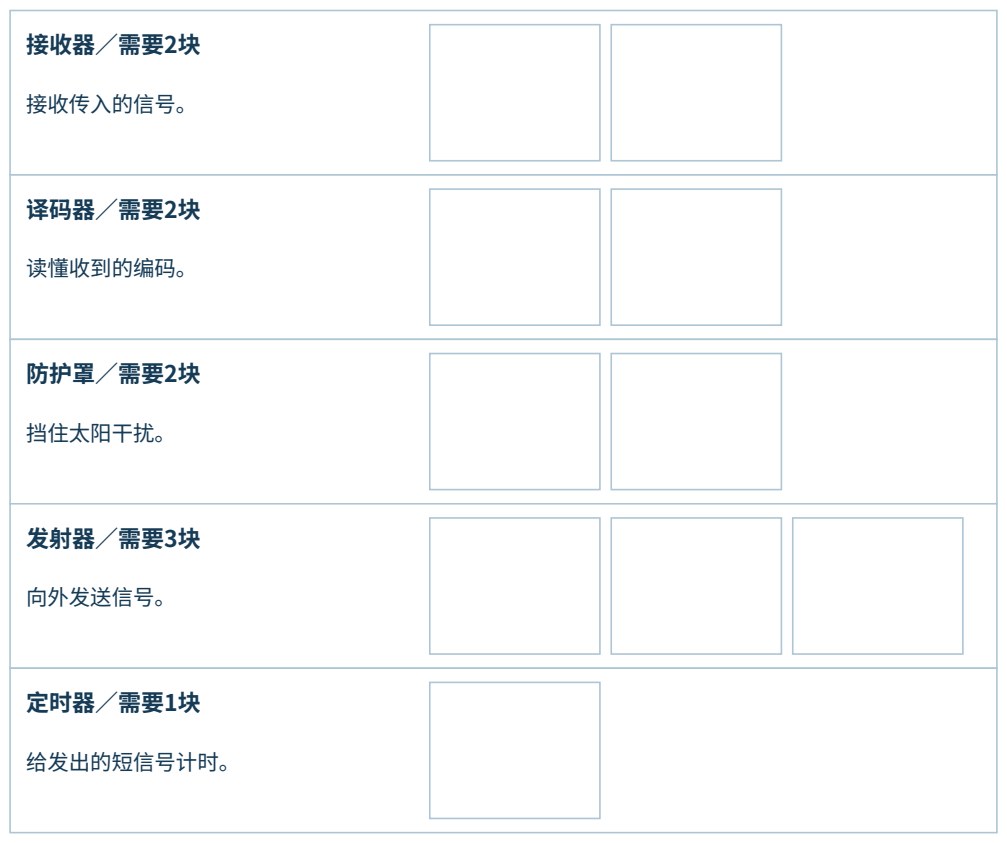 接收器／需要2块
接收传入的信号。
译码器／需要2块
读懂收到的编码。
防护罩／需要2块
挡住太阳干扰。
发射器／需要3块
向外发送信号。
定时器／需要1块
给发出的短信号计时。